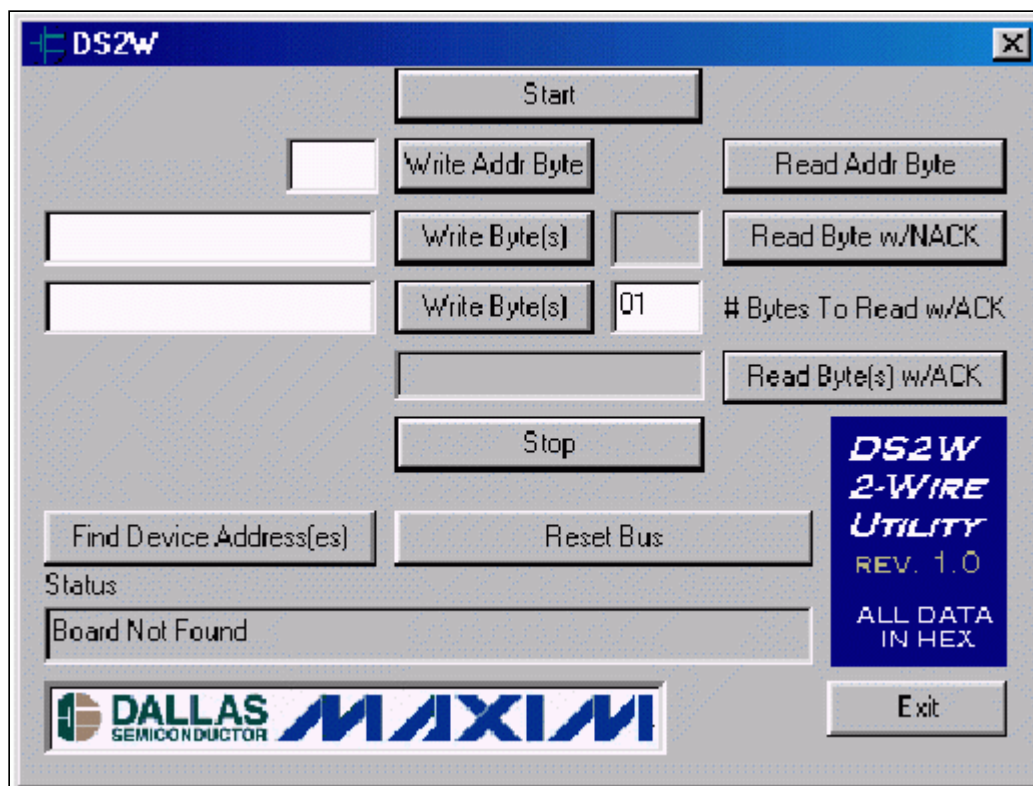 DS2W
Start
Write Addr Byte
Read Addr Byte
Write Byte(s)
Read Byte w/NACK
Write Byte(s)
01
# Bytes To Read w/ACK
Read Byte(s) w/ACK
Stop
DS2W
2-WIRE
UTILITY
REV. 1.0
ALL DATA
IN HEX
Find Device Address(es)
Reset Bus
Status
Board Not Found
DALLAS
SEMICONDUCTOR
MAXIM
Exit